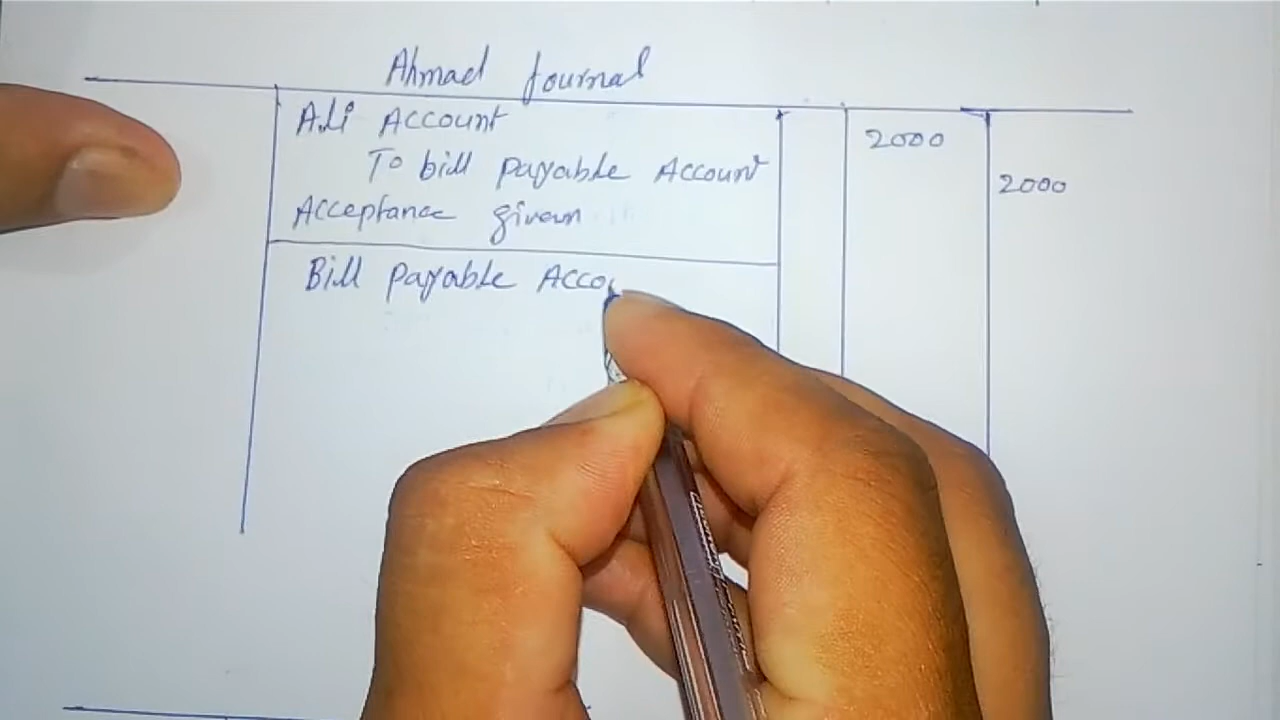 Ahmad Journal
Ali Account 2000
To bill payable Account 2000
Acceptance given
Bill payable Acco